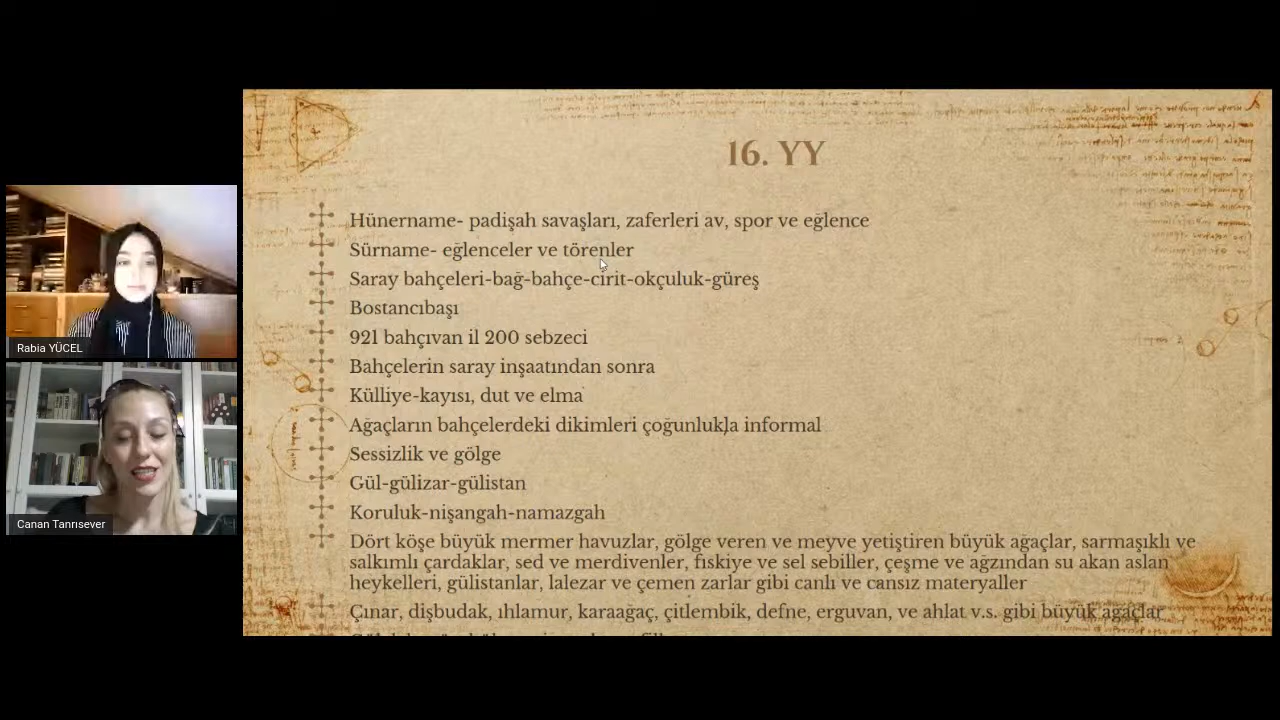 16. YY
Hünername- padişah savaşları, zaferleri av, spor ve eğlence
Sürname- eğlenceler ve törenler
Saray bahçeleri-bağ-bahçe-cirit-okçuluk-güreş
Bostancıbaşı
921 bahçıvan il 200 sebzeci
Bahçelerin saray inşaatından sonra
Külliye-kayısı, dut ve elma
Ağaçların bahçelerdeki dikimleri çoğunlukla informal
Sessizlik ve gölge
Gül-gülizar-gülistan
Koruluk-nişangah-namazgah
Dört köşe büyük mermer havuzlar, gölge veren ve meyve yetiştiren büyük ağaçlar, sarmaşıklı ve
salkımlı çardaklar, sed ve merdivenler, fıskiye ve sel sebiller, çeşme ve ağzından su akan aslan
heykelleri, gülistanlar, lalezar ve çemen zarlar gibi canlı ve cansız materyaller
Çınar, dişbudak, ıhlamur, karaağaç, çitlembik, defne, erguvan, ve ahlat v.s. gibi büyük ağaçlar
Rabia YÜCEL
Canan Tanrısever